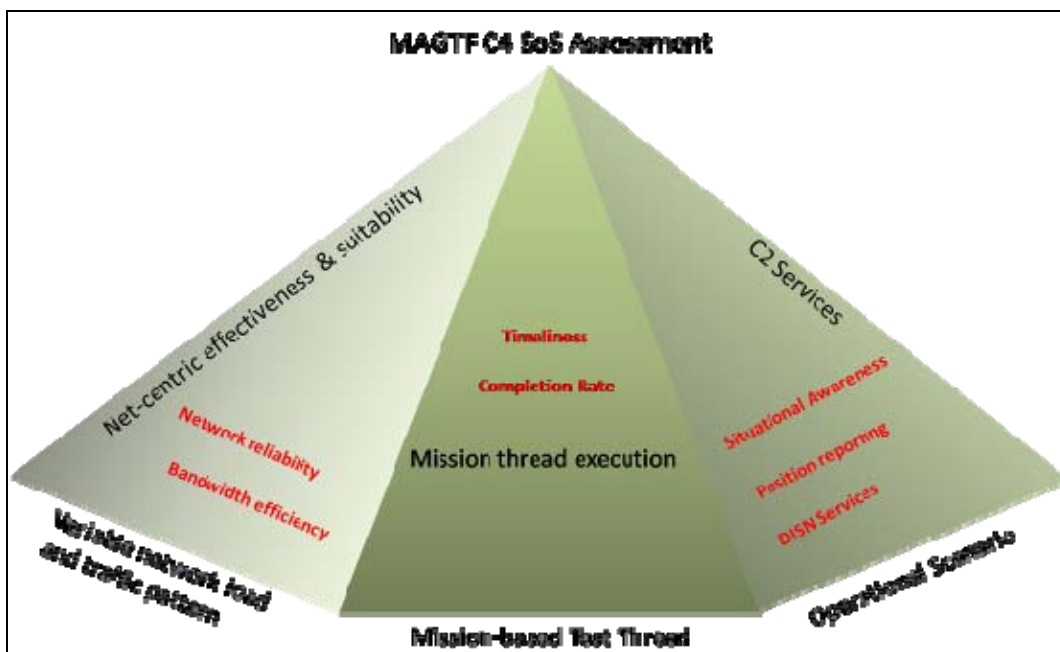 MAGTF C4 SoS Assessment
Net-centric effectiveness & suitability
Network reliability
Bandwidth efficiency
Variable network load
and traffic pattern
Timeliness
Completion Rate
Mission thread execution
Mission-based Test Thread
C2 Services
Situational Awareness
Position reporting
DISN Services
Operational Scenario